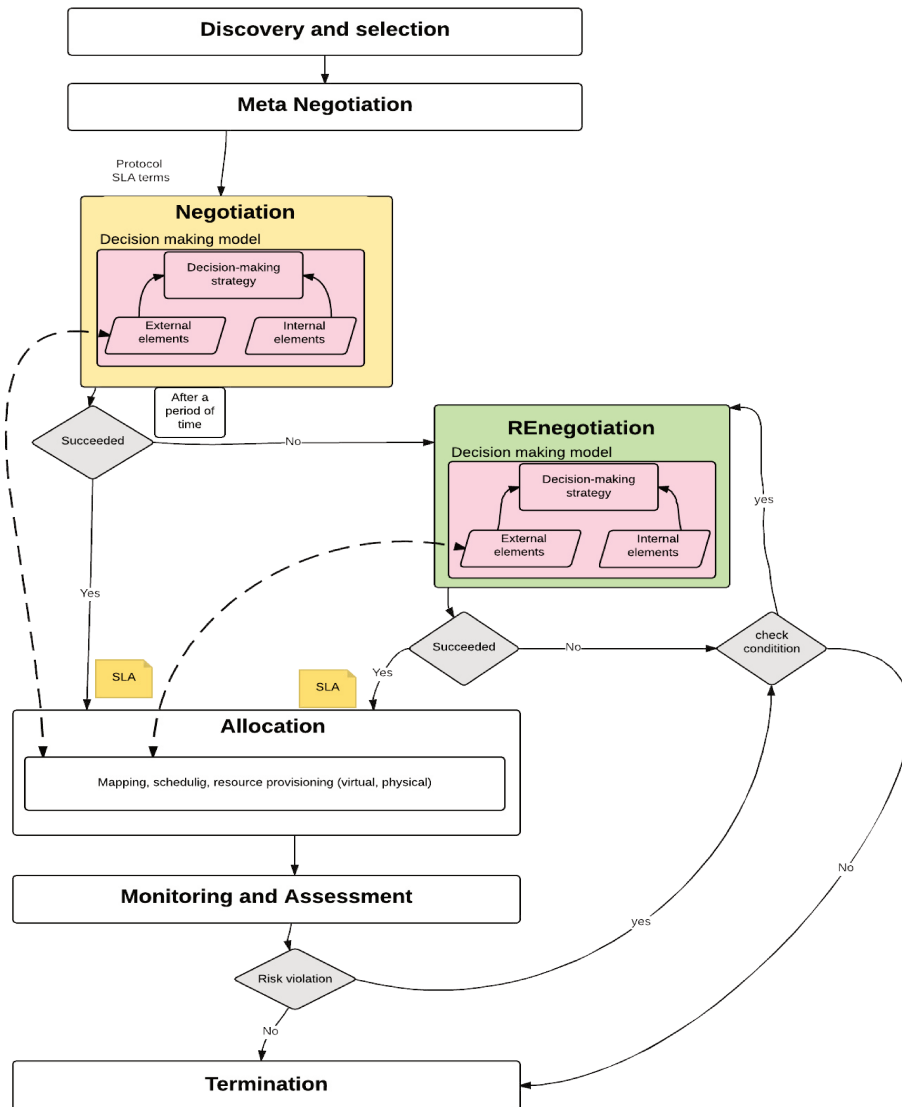 Discovery and selection
Meta Negotiation
Protocol
SLA terms
Negotiation
Decision making model
Decision-making
strategy
External
elements
Internal
elements
After a
period of
time
Succeeded
No
REnegotiation
Decision making model
Decision-making
strategy
External
elements
Internal
elements
yes
Yes
Succeeded
No
check
conditition
Yes
SLA
SLA
Allocation
Mapping, schedulig, resource provisioning (virtual, physical)
No
Monitoring and Assessment
yes
Risk violation
No
Termination